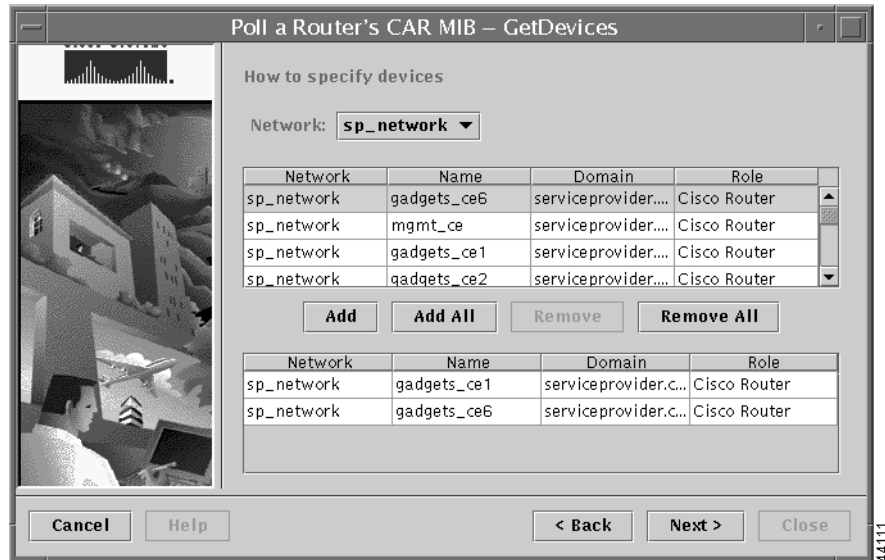 Poll a Router's CAR MIB – GetDevices
How to specify devices
Network: sp_network
Network Name Domain Role
sp_network gadgets_ce6 serviceprovider.... Cisco Router
sp_network mgmt_ce serviceprovider.... Cisco Router
sp_network gadgets_ce1 serviceprovider.... Cisco Router
sp_network gadgets_ce2 serviceprovider.... Cisco Router
Add Add All Remove Remove All
Network Name Domain Role
sp_network gadgets_ce1 serviceprovider.c... Cisco Router
sp_network gadgets_ce6 serviceprovider.c... Cisco Router
Cancel Help < Back Next > Close
44111